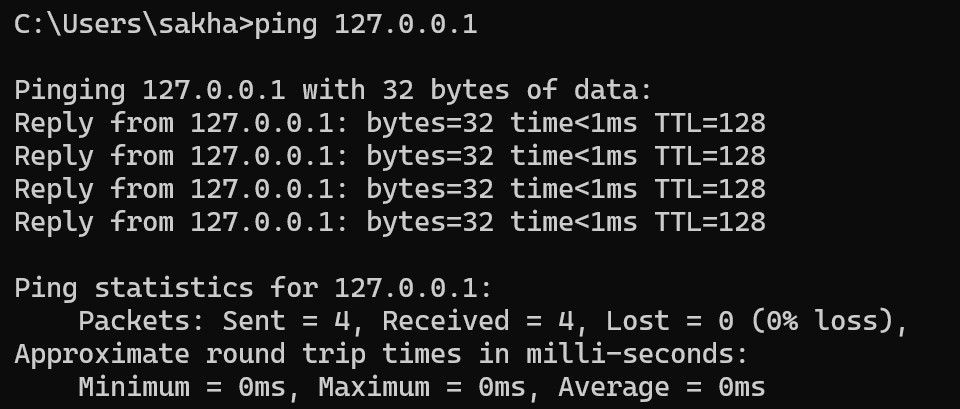 C:\Users\sakha>ping 127.0.0.1
Pinging 127.0.0.1 with 32 bytes of data:
Reply from 127.0.0.1: bytes=32 time<1ms TTL=128
Reply from 127.0.0.1: bytes=32 time<1ms TTL=128
Reply from 127.0.0.1: bytes=32 time<1ms TTL=128
Reply from 127.0.0.1: bytes=32 time<1ms TTL=128
Ping statistics for 127.0.0.1:
    Packets: Sent = 4, Received = 4, Lost = 0 (0% loss),
Approximate round trip times in milli-seconds:
    Minimum = 0ms, Maximum = 0ms, Average = 0ms